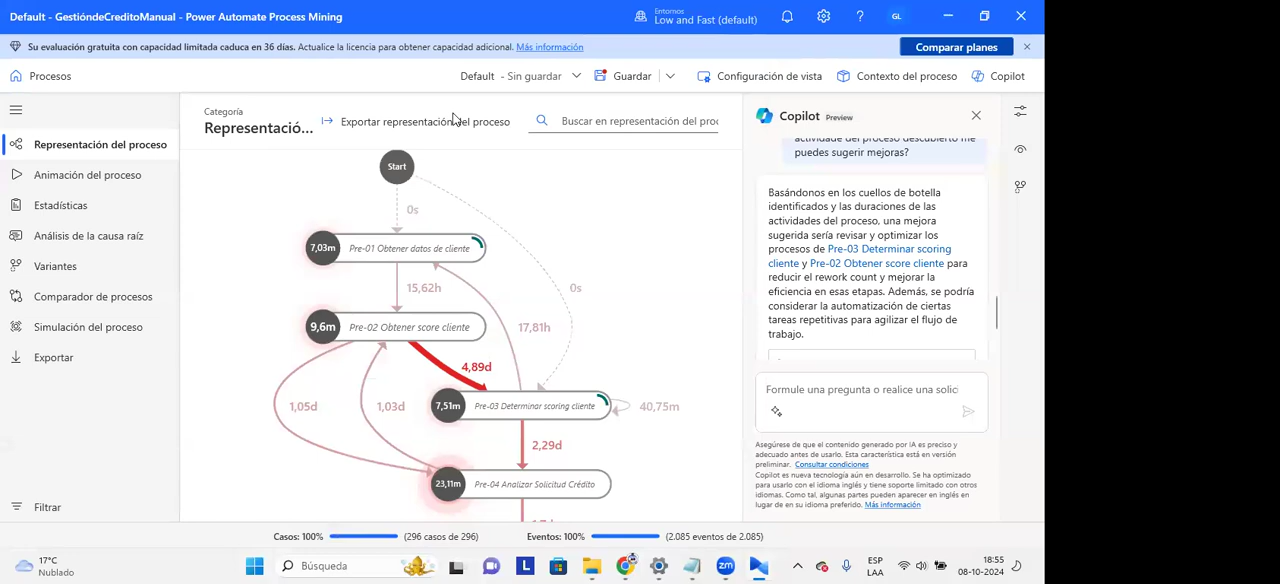 Default - GestióndeCreditoManual - Power Automate Process Mining
Entornos
Low and Fast (default)
GL
Su evaluación gratuita con capacidad limitada caduca en 36 días. Actualice la licencia para obtener capacidad adicional. Más información
Comparar planes
Procesos
Default - Sin guardar
Guardar
Configuración de vista
Contexto del proceso
Copilot
Representación del proceso
Animación del proceso
Estadísticas
Análisis de la causa raíz
Variantes
Comparador de procesos
Simulación del proceso
Exportar
Filtrar
Categoría
Representació...
Exportar representación del proceso
Buscar en representación del proc
Start
0s
7,03m Pre-01 Obtener datos de cliente
15,62h
0s
9,6m Pre-02 Obtener score cliente
17,81h
4,89d
1,05d
1,03d
7,51m Pre-03 Determinar scoring cliente
40,75m
2,29d
23,11m Pre-04 Analizar Solicitud Crédito
Copilot Preview
actividade del proceso descubierto me
puedes sugerir mejoras?
Basándonos en los cuellos de botella
identificados y las duraciones de las
actividades del proceso, una mejora
sugerida sería revisar y optimizar los
procesos de Pre-03 Determinar scoring
cliente y Pre-02 Obtener score cliente para
reducir el rework count y mejorar la
eficiencia en esas etapas. Además, se podría
considerar la automatización de ciertas
tareas repetitivas para agilizar el flujo de
trabajo.
Formule una pregunta o realice una solici
Asegúrese de que el contenido generado por IA es preciso y
adecuado antes de usarlo. Esta característica está en versión
preliminar. Consultar condiciones
Copilot es nueva tecnología aún en desarrollo. Se ha optimizado
para usarlo con el idioma inglés y tiene soporte limitado con otros
idiomas. Como tal, algunas partes pueden aparecer en inglés en
lugar de en su idioma preferido. Más información
Casos: 100% (296 casos de 296)
Eventos: 100% (2.085 eventos de 2.085)
17°C
Nublado
Búsqueda
L
zm
ESP
LAA
18:55
08-10-2024